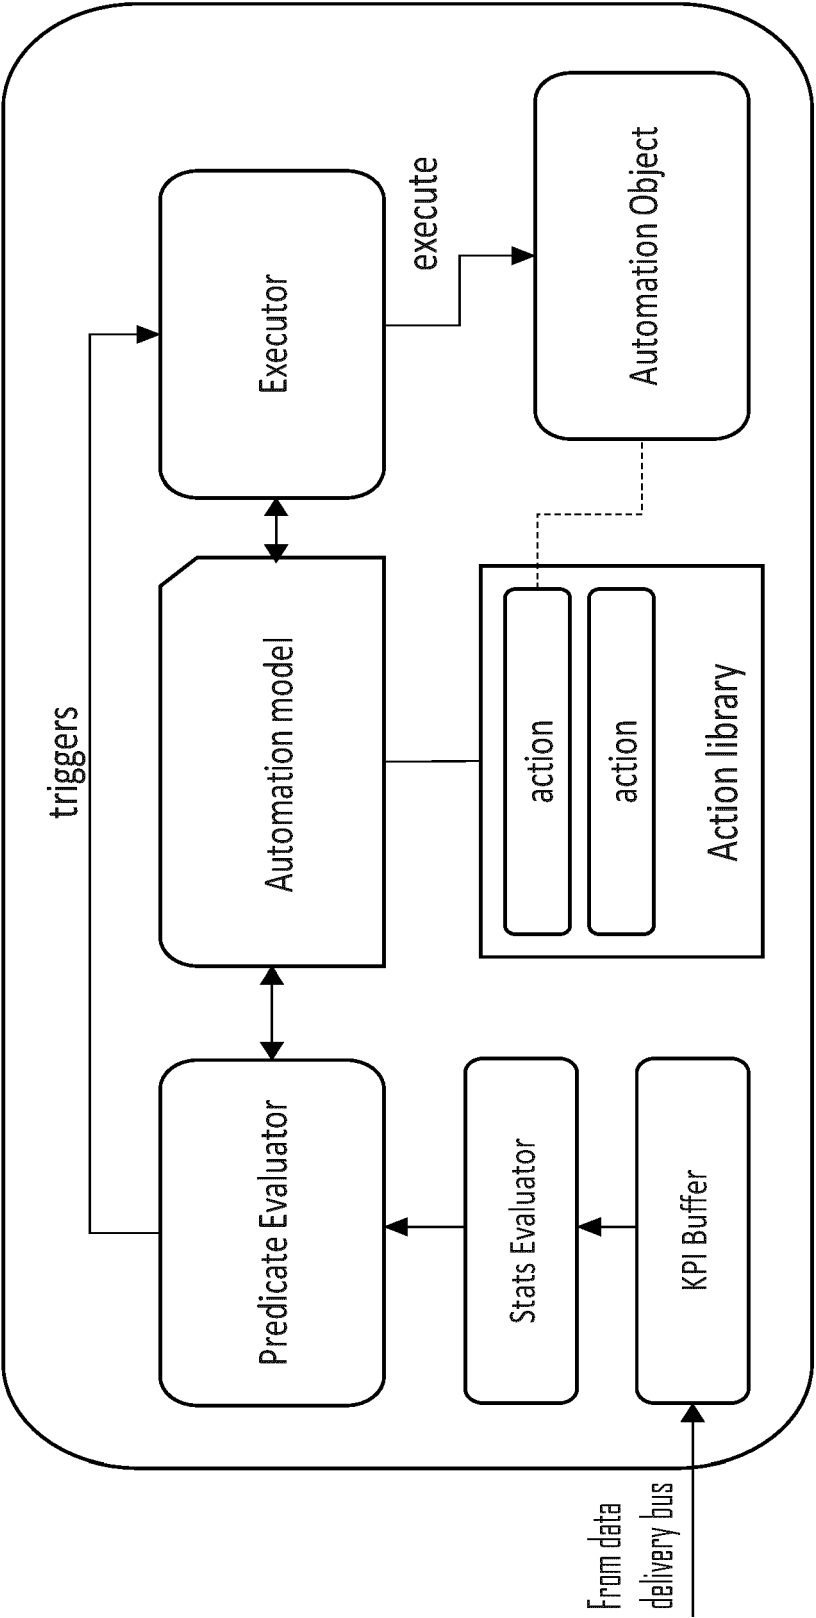 triggers
Predicate Evaluator
Automation model
Executor
execute
Stats Evaluator
action
action
Action library
Automation Object
KPI Buffer
From data
delivery bus